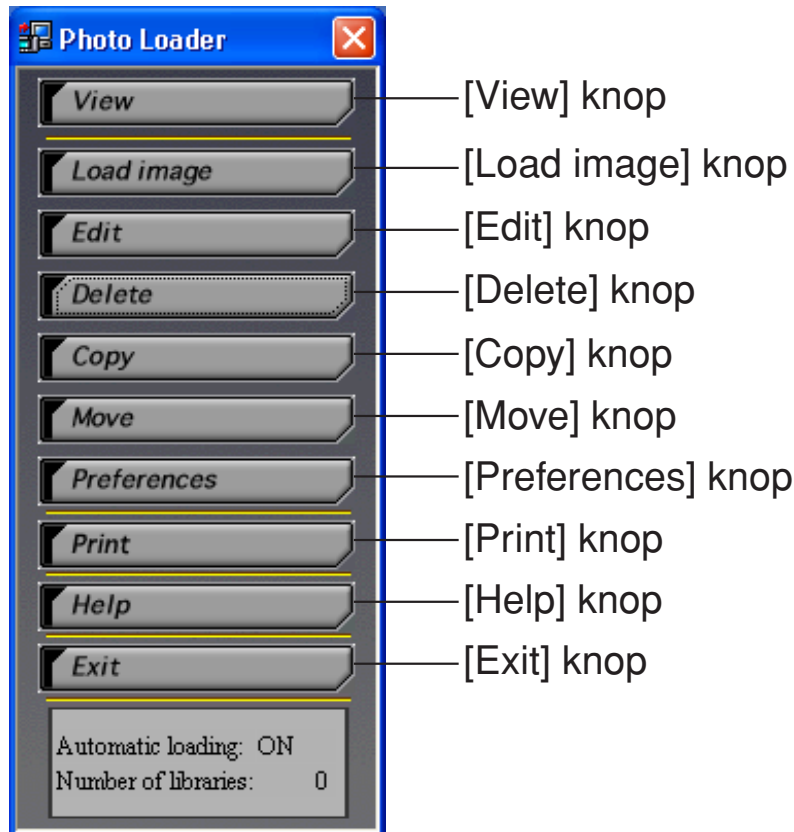 Photo Loader
View [View] knop
Load image [Load image] knop
Edit [Edit] knop
Delete [Delete] knop
Copy [Copy] knop
Move [Move] knop
Preferences [Preferences] knop
Print [Print] knop
Help [Help] knop
Exit [Exit] knop
Automatic loading: ON
Number of libraries: 0